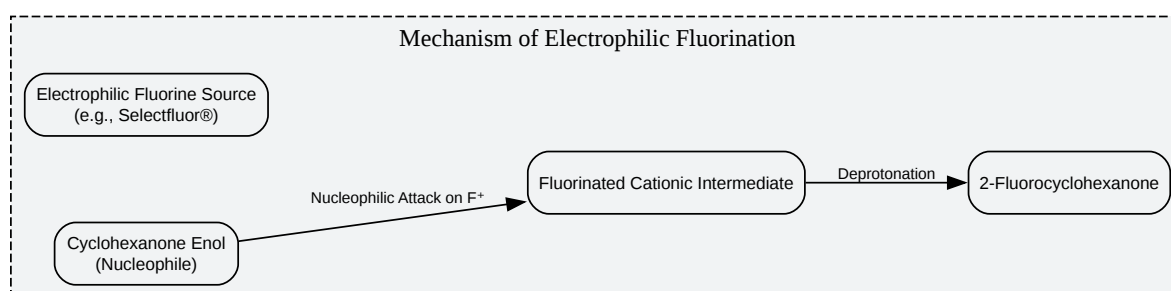 Mechanism of Electrophilic Fluorination
Electrophilic Fluorine Source
(e.g., Selectfluor®)
Nucleophilic Attack on F⁺
Cyclohexanone Enol
(Nucleophile)
Fluorinated Cationic Intermediate
Deprotonation
2-Fluorocyclohexanone